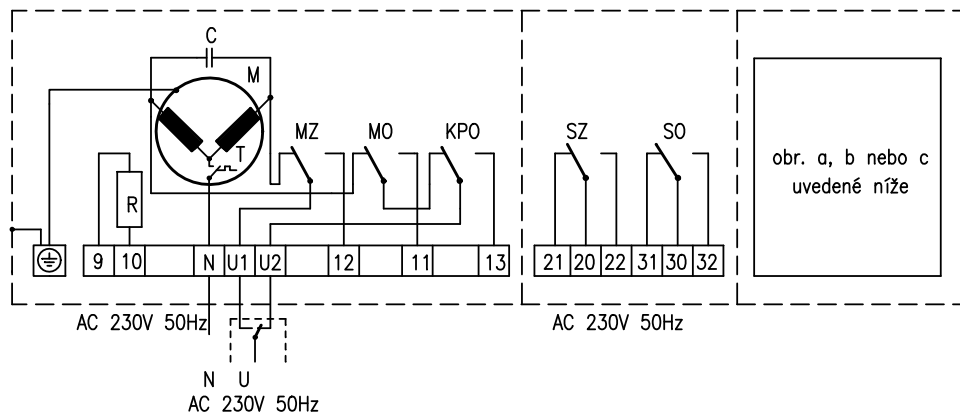 C
M
T
R
MZ MO KPO SZ SO
obr. a, b nebo c
uvedené níže
9 10 N U1 U2 12 11 13 21 20 22 31 30 32
AC 230V 50Hz AC 230V 50Hz
N U
AC 230V 50Hz